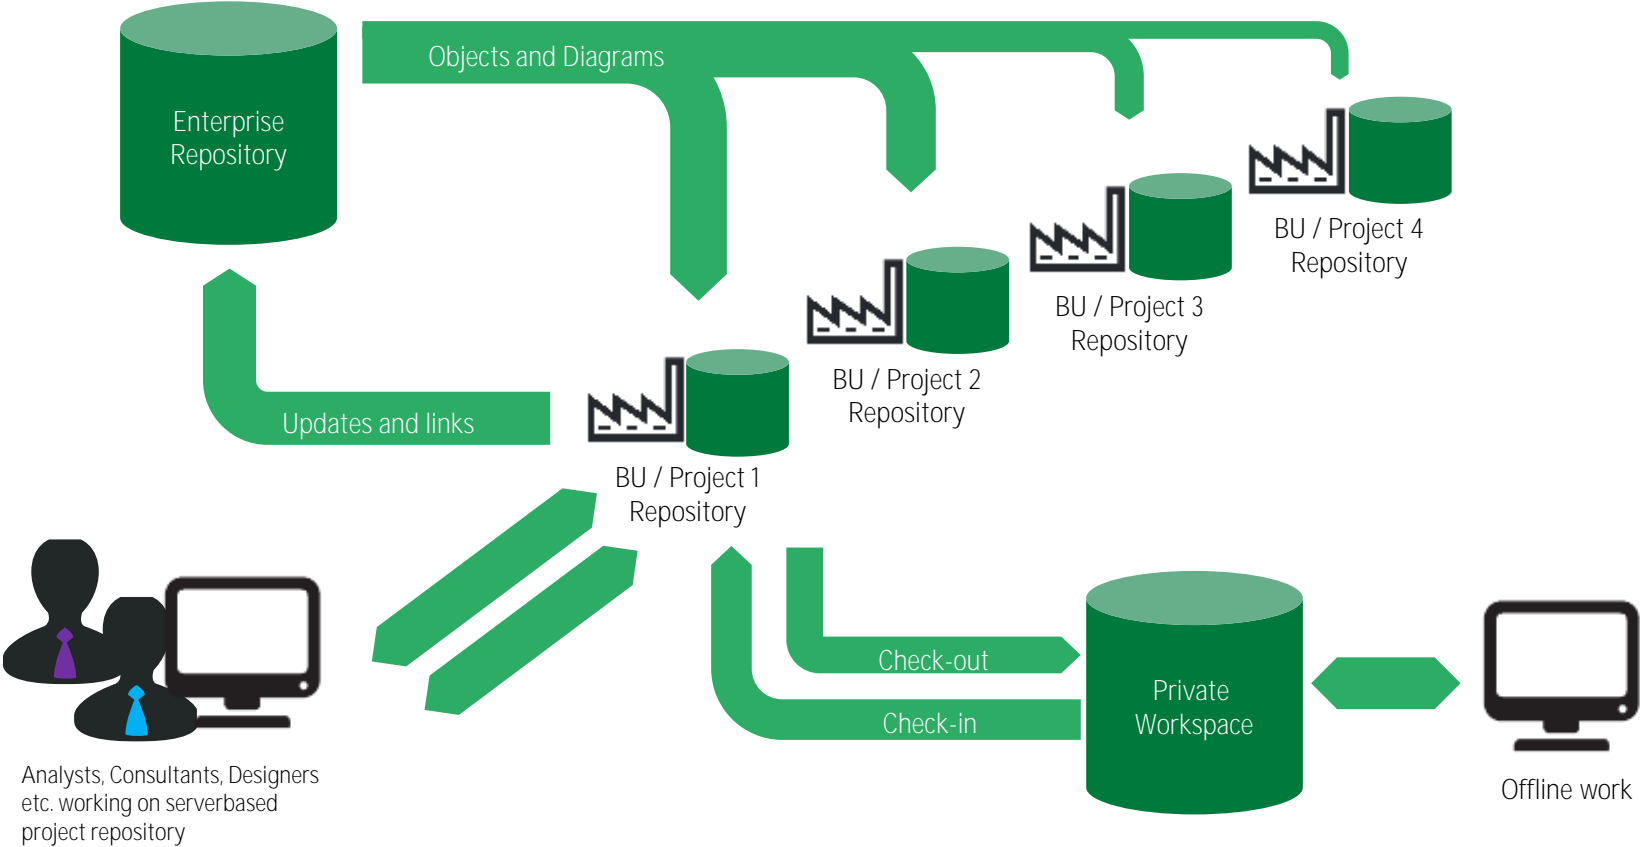 Objects and Diagrams
Enterprise
Repository
BU / Project 4
Repository
BU / Project 3
Repository
BU / Project 2
Repository
Updates and links
BU / Project 1
Repository
Check-out
Check-in
Private
Workspace
Analysts, Consultants, Designers
etc. working on serverbased
project repository
Offline work